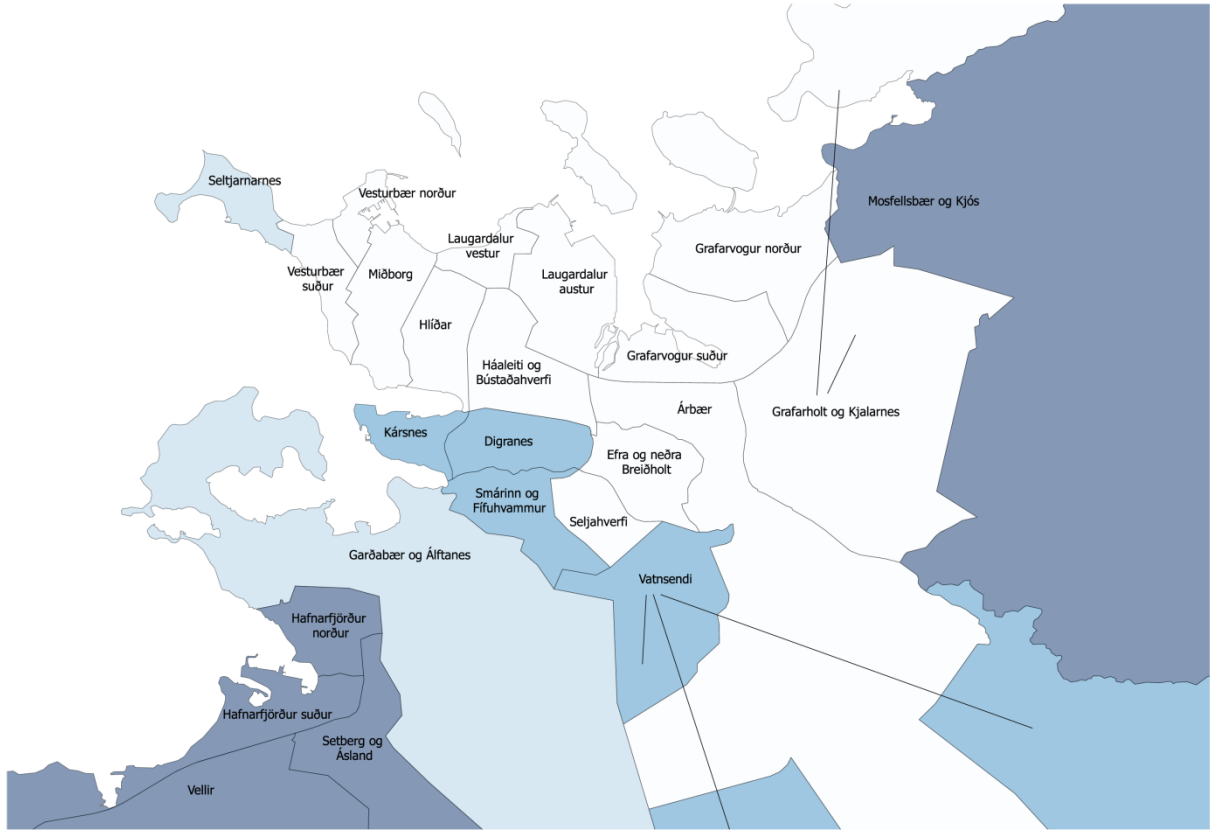 Seltjarnarnes
Vesturbær norður
Mosfellsbær og Kjós
Laugardalur
vestur
Grafarvogur norður
Vesturbær
suður
Miðborg
Laugardalur
austur
Hlíðar
Grafarvogur suður
Háaleiti og
Bústaðahverfi
Árbær
Grafarholt og Kjalarnes
Kársnes
Digranes
Efra og neðra
Breiðholt
Smárinn og
Fífuhvammur
Seljahverfi
Garðabær og Álftanes
Vatnsendi
Hafnarfjörður
norður
Hafnarfjörður suður
Setberg og
Ásland
Vellir